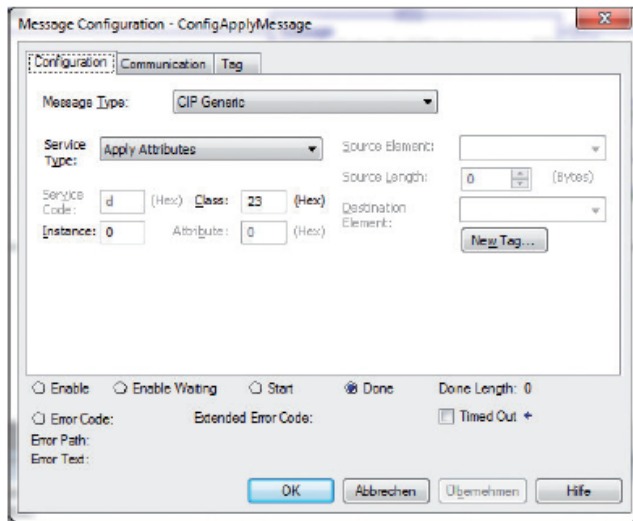 Message Configuration - ConfigApplyMessage
Configuration Communication Tag
Message Type: CIP Generic
Service Type: Apply Attributes
Source Element:
Source Length: 0 (Bytes)
Service Code: d (Hex) Class: 23 (Hex)
Destination Element:
Instance: 0 Attribute: 0 (Hex)
New Tag...
Enable Enable Waiting Start Done Done Length: 0
Error Code: Extended Error Code: Timed Out
Error Path:
Error Text:
OK Abbrechen Übernehmen Hilfe